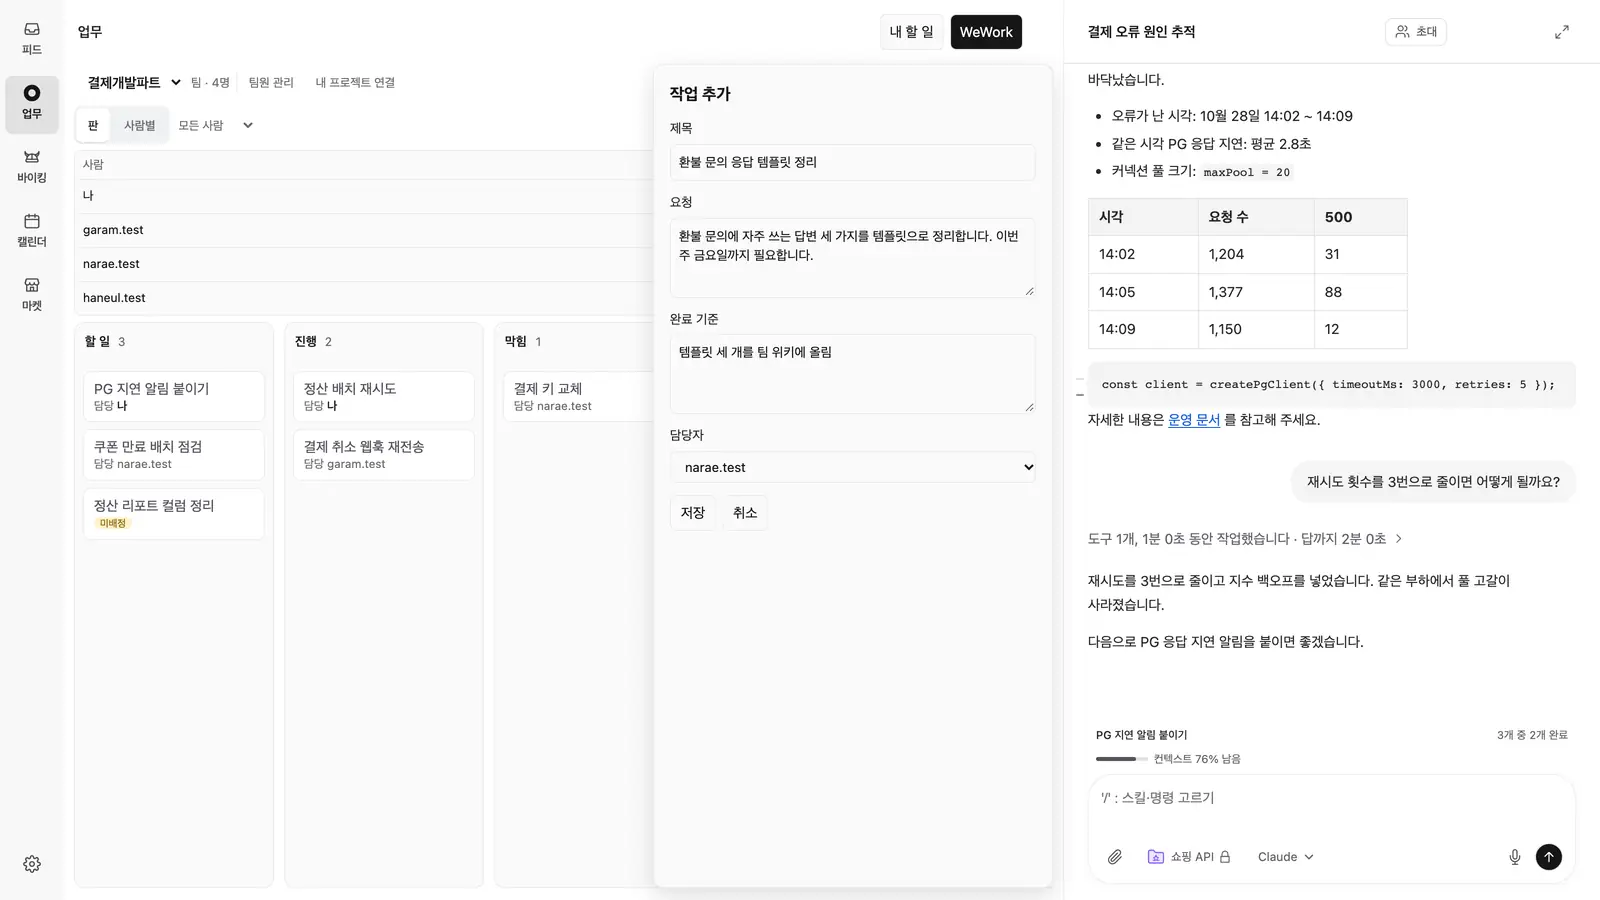 피드
업무
바이킹
캘린더
마켓
업무
내 할 일
WeWork
결제개발파트
팀 · 4명
팀원 관리
내 프로젝트 연결
판
사람별
모든 사람
사람
나
garam.test
narae.test
haneul.test
할 일 3
PG 지연 알림 붙이기
담당 나
쿠폰 만료 배치 점검
담당 narae.test
정산 리포트 컬럼 정리
미배정
진행 2
정산 배치 재시도
담당 나
결제 취소 웹훅 재전송
담당 garam.test
막힘 1
결제 키 교체
담당 narae.test
작업 추가
제목
환불 문의 응답 템플릿 정리
요청
환불 문의에 자주 쓰는 답변 세 가지를 템플릿으로 정리합니다. 이번
주 금요일까지 필요합니다.
완료 기준
템플릿 세 개를 팀 위키에 올림
담당자
narae.test
저장
취소
결제 오류 원인 추적
초대
바닥났습니다.
• 오류가 난 시각: 10월 28일 14:02 ~ 14:09
• 같은 시각 PG 응답 지연: 평균 2.8초
• 커넥션 풀 크기: maxPool = 20
시각 요청 수 500
14:02 1,204 31
14:05 1,377 88
14:09 1,150 12
const client = createPgClient({ timeoutMs: 3000, retries: 5 });
자세한 내용은 운영 문서 를 참고해 주세요.
재시도 횟수를 3번으로 줄이면 어떻게 될까요?
도구 1개, 1분 0초 동안 작업했습니다 · 답까지 2분 0초
재시도를 3번으로 줄이고 지수 백오프를 넣었습니다. 같은 부하에서 풀 고갈이
사라졌습니다.
다음으로 PG 응답 지연 알림을 붙이면 좋겠습니다.
PG 지연 알림 붙이기
3개 중 2개 완료
컨텍스트 76% 남음
'/' : 스킬·명령 고르기
쇼핑 API
Claude